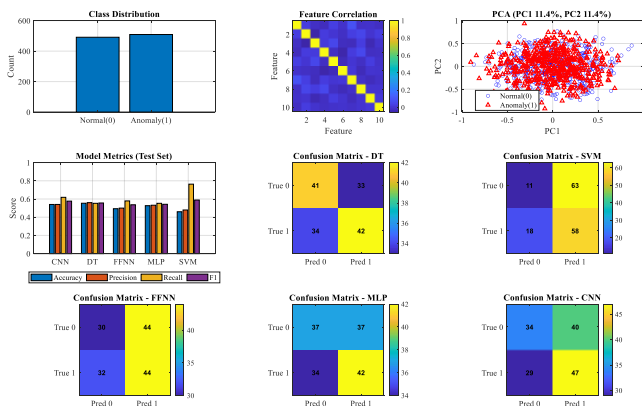 Class Distribution
600
400
200
0
Count
Normal(0) Anomaly(1)
Feature Correlation
2
4
6
8
10
Feature
2 4 6 8 10
Feature
1
0.8
0.6
0.4
0.2
0
PCA (PC1 11.4%, PC2 11.4%)
1
0.5
0
-0.5
-1
PC2
Normal(0)
Anomaly(1)
-1 -0.5 0 0.5
PC1
Model Metrics (Test Set)
1
0.8
0.6
0.4
0.2
0
Score
CNN DT FFNN MLP SVM
Accuracy Precision Recall F1
Confusion Matrix - DT
True 0
True 1
41 33
34 42
Pred 0 Pred 1
42
40
38
36
34
Confusion Matrix - SVM
True 0
True 1
11 63
18 58
Pred 0 Pred 1
60
50
40
30
20
Confusion Matrix - FFNN
True 0
True 1
30 44
32 44
Pred 0 Pred 1
40
35
30
Confusion Matrix - MLP
True 0
True 1
37 37
34 42
Pred 0 Pred 1
42
40
38
36
34
Confusion Matrix - CNN
True 0
True 1
34 40
29 47
Pred 0 Pred 1
45
40
35
30